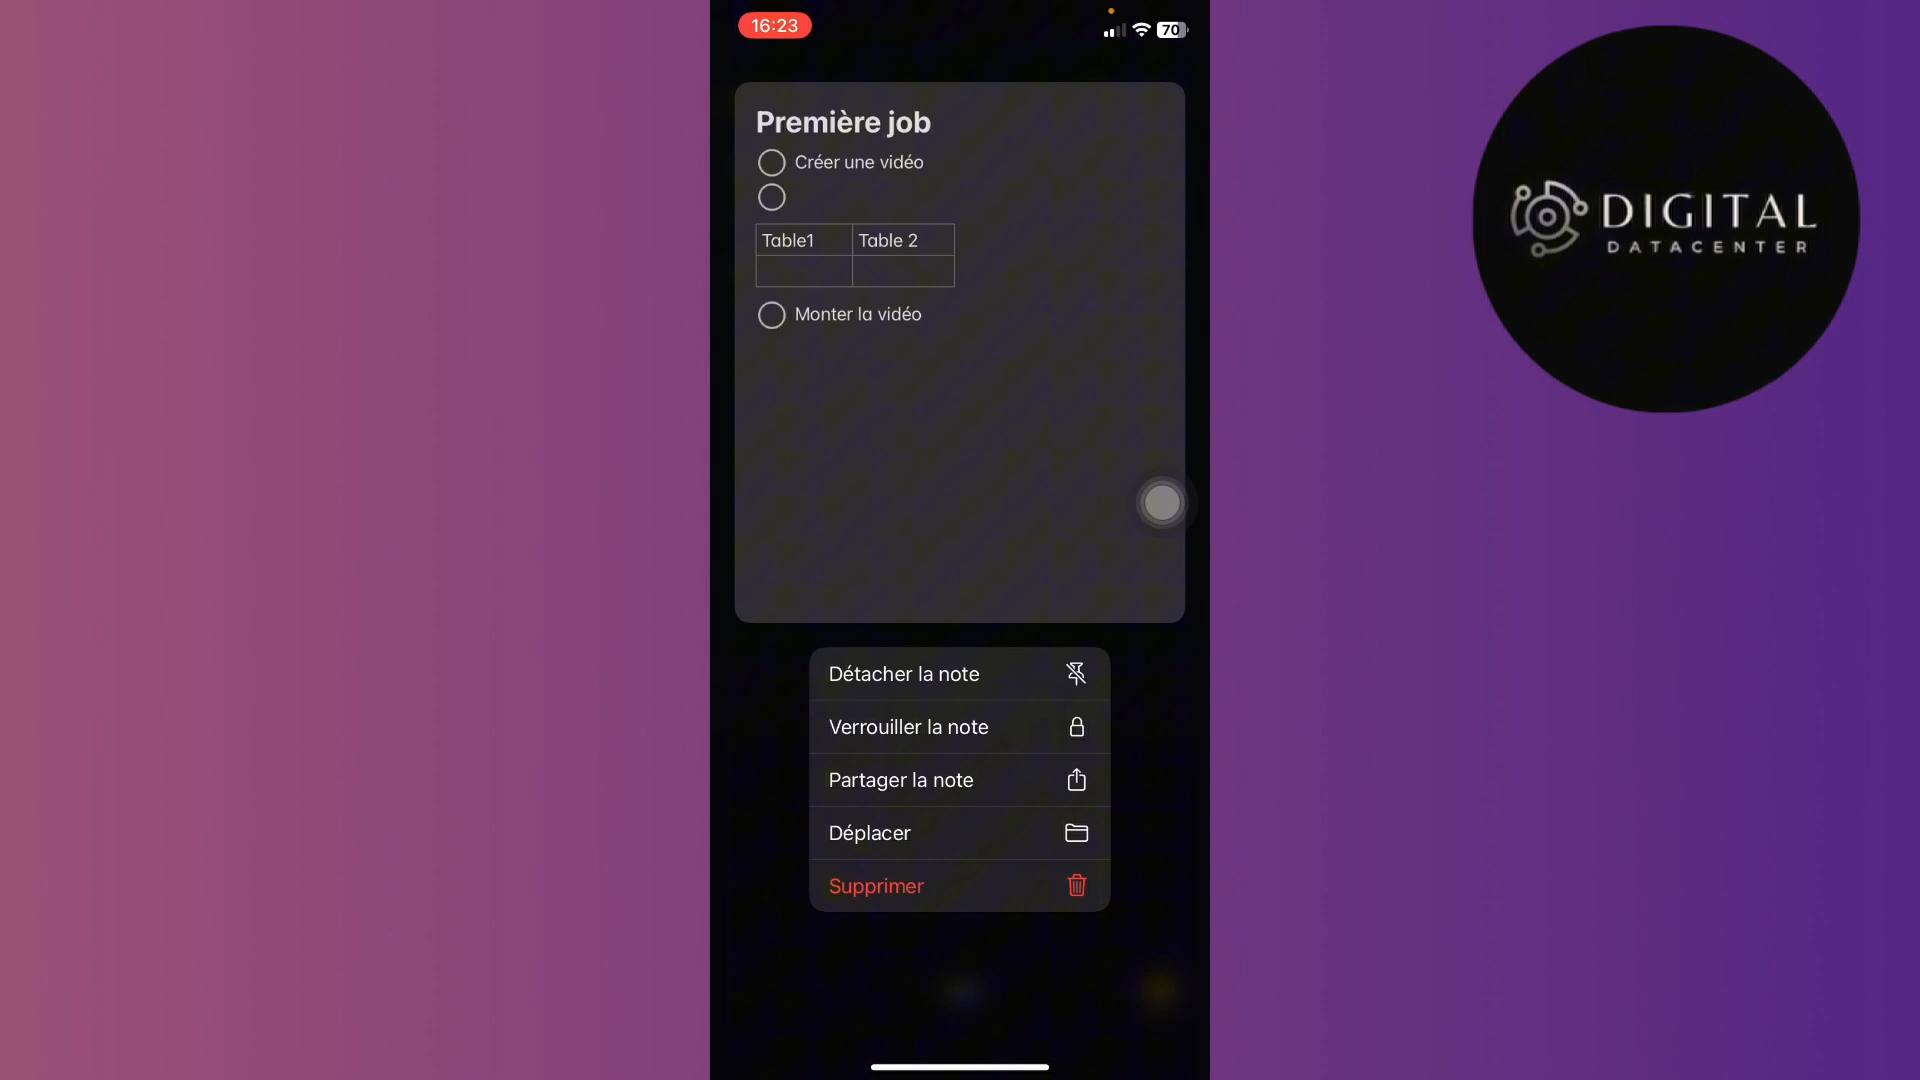 16:23
70
Première job
Créer une vidéo
Table1 Table 2
Monter la vidéo
Détacher la note
Verrouiller la note
Partager la note
Déplacer
Supprimer
DIGITAL
DATACENTER